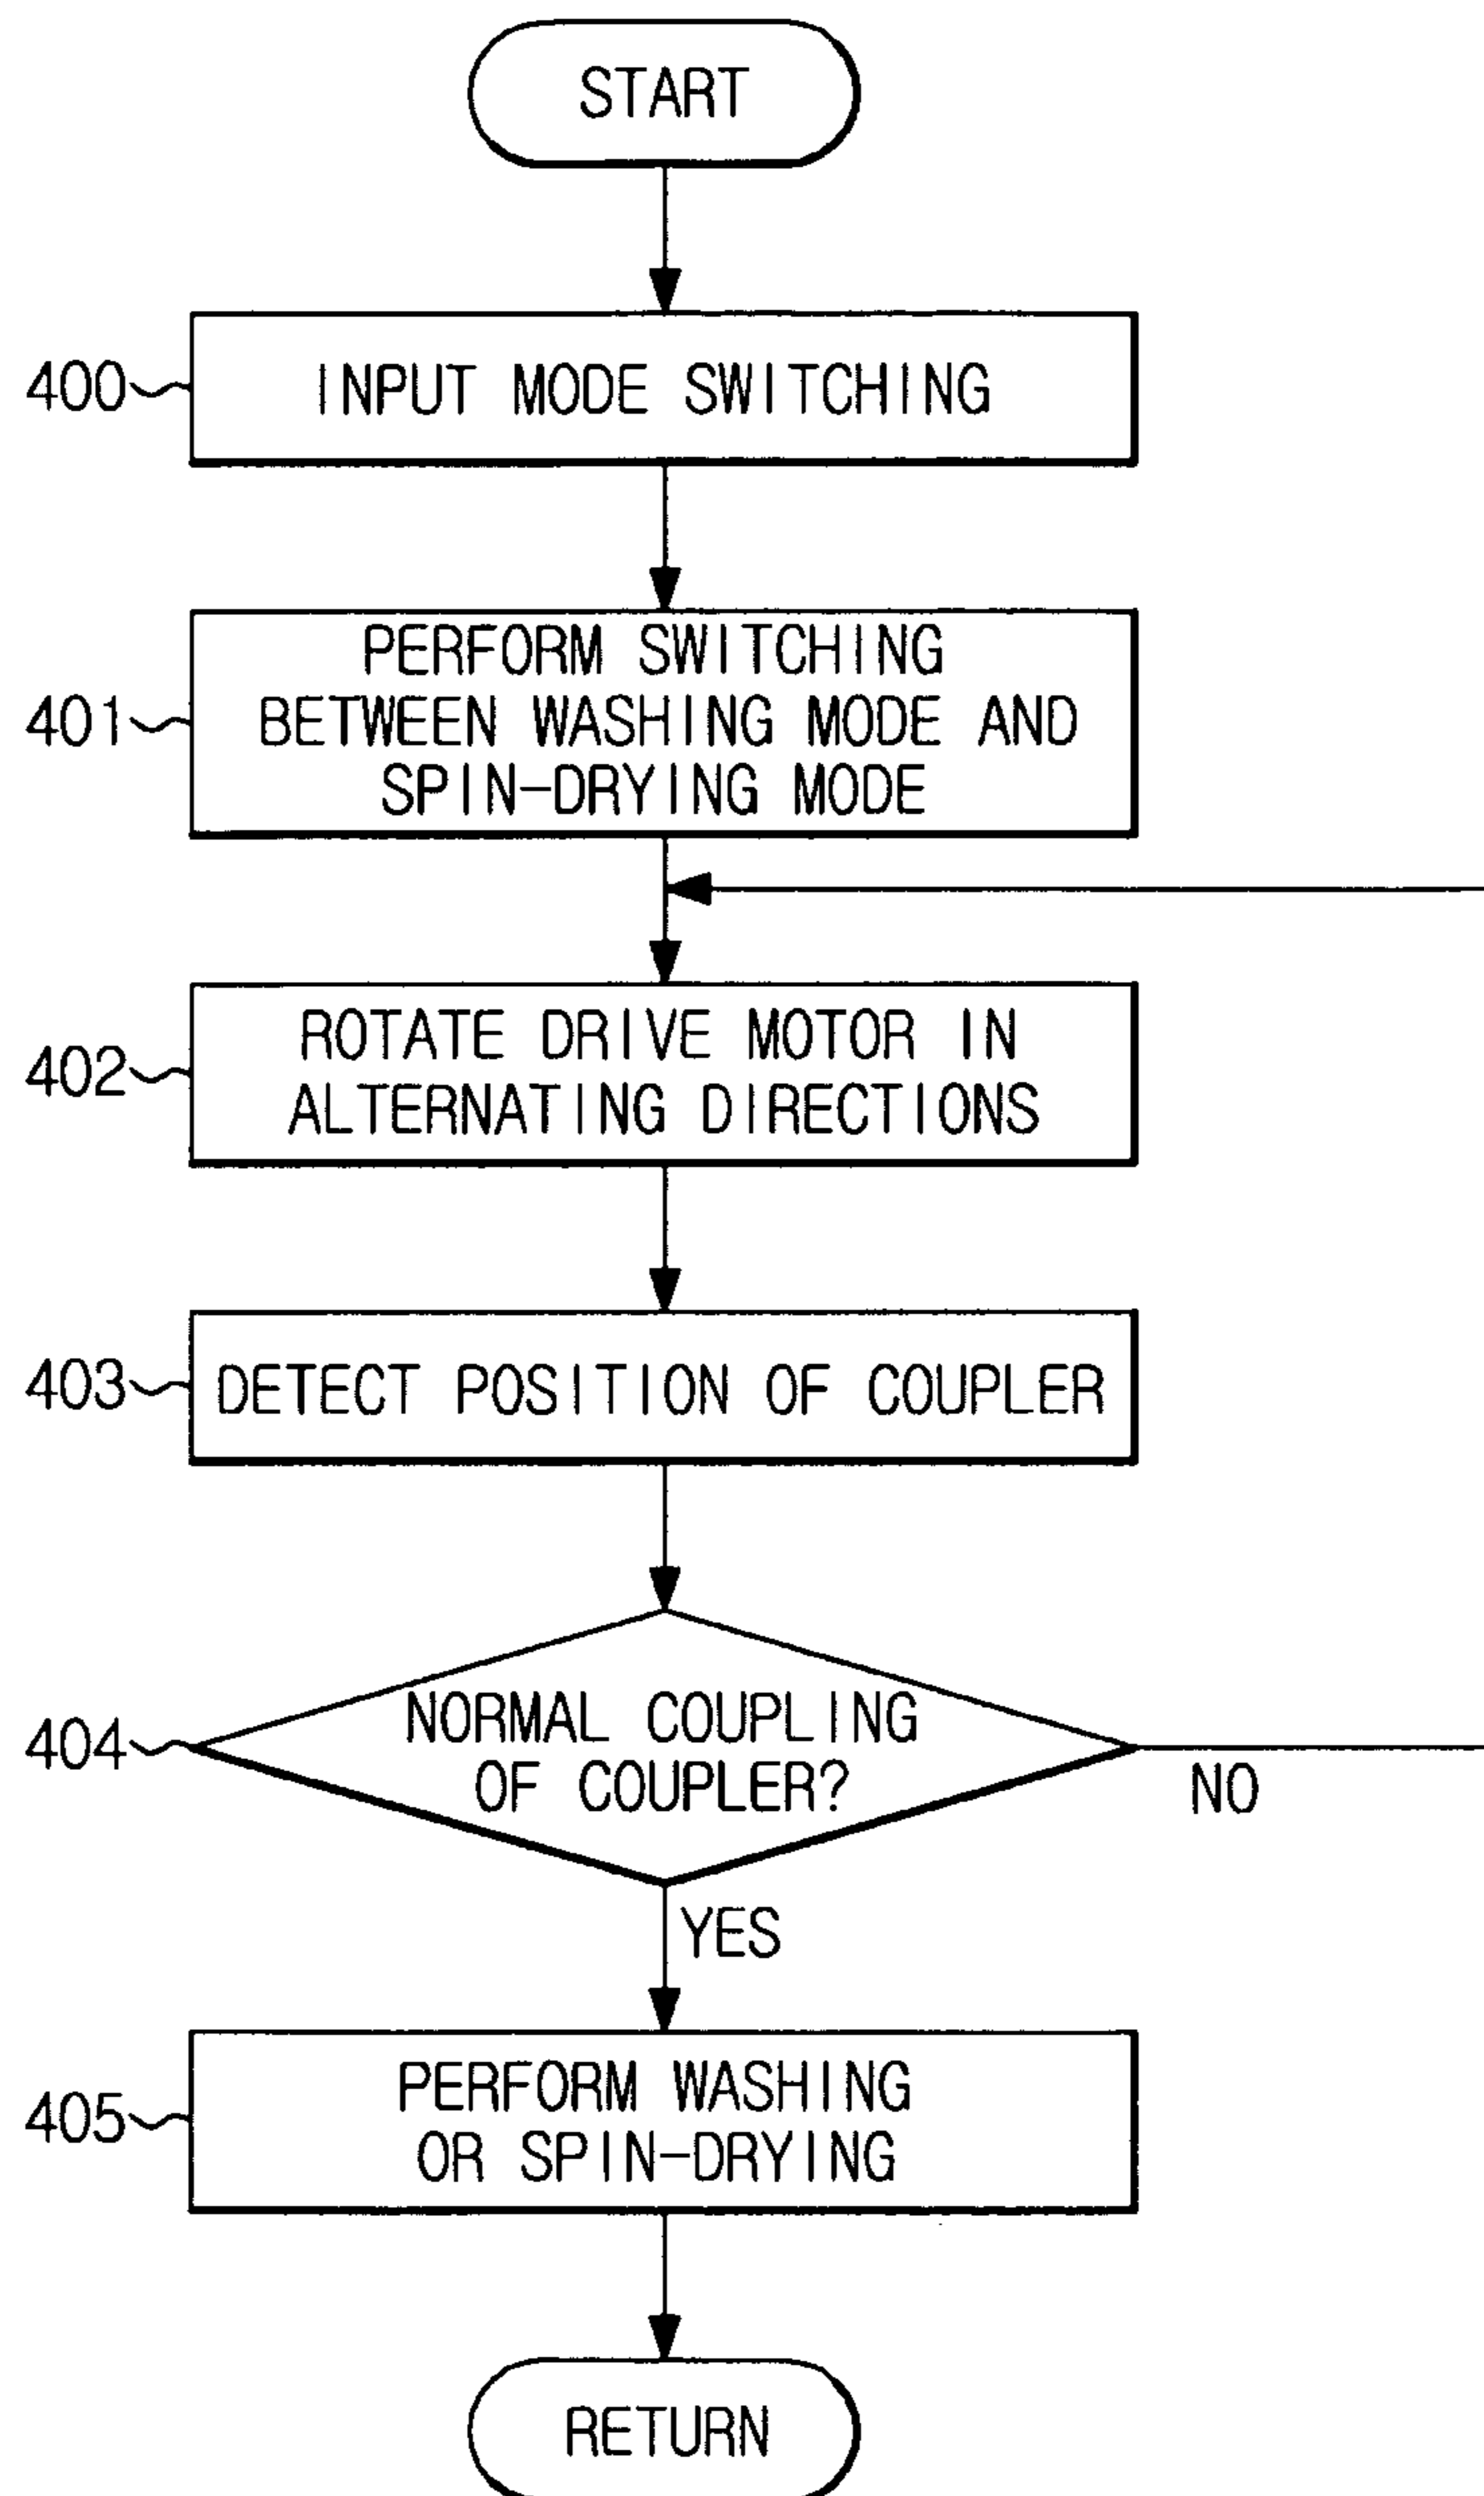 START
400
INPUT MODE SWITCHING
401
PERFORM SWITCHING
BETWEEN WASHING MODE AND
SPIN-DRYING MODE
402
ROTATE DRIVE MOTOR IN
ALTERNATING DIRECTIONS
403
DETECT POSITION OF COUPLER
404
NORMAL COUPLING
OF COUPLER?
NO
YES
405
PERFORM WASHING
OR SPIN-DRYING
RETURN